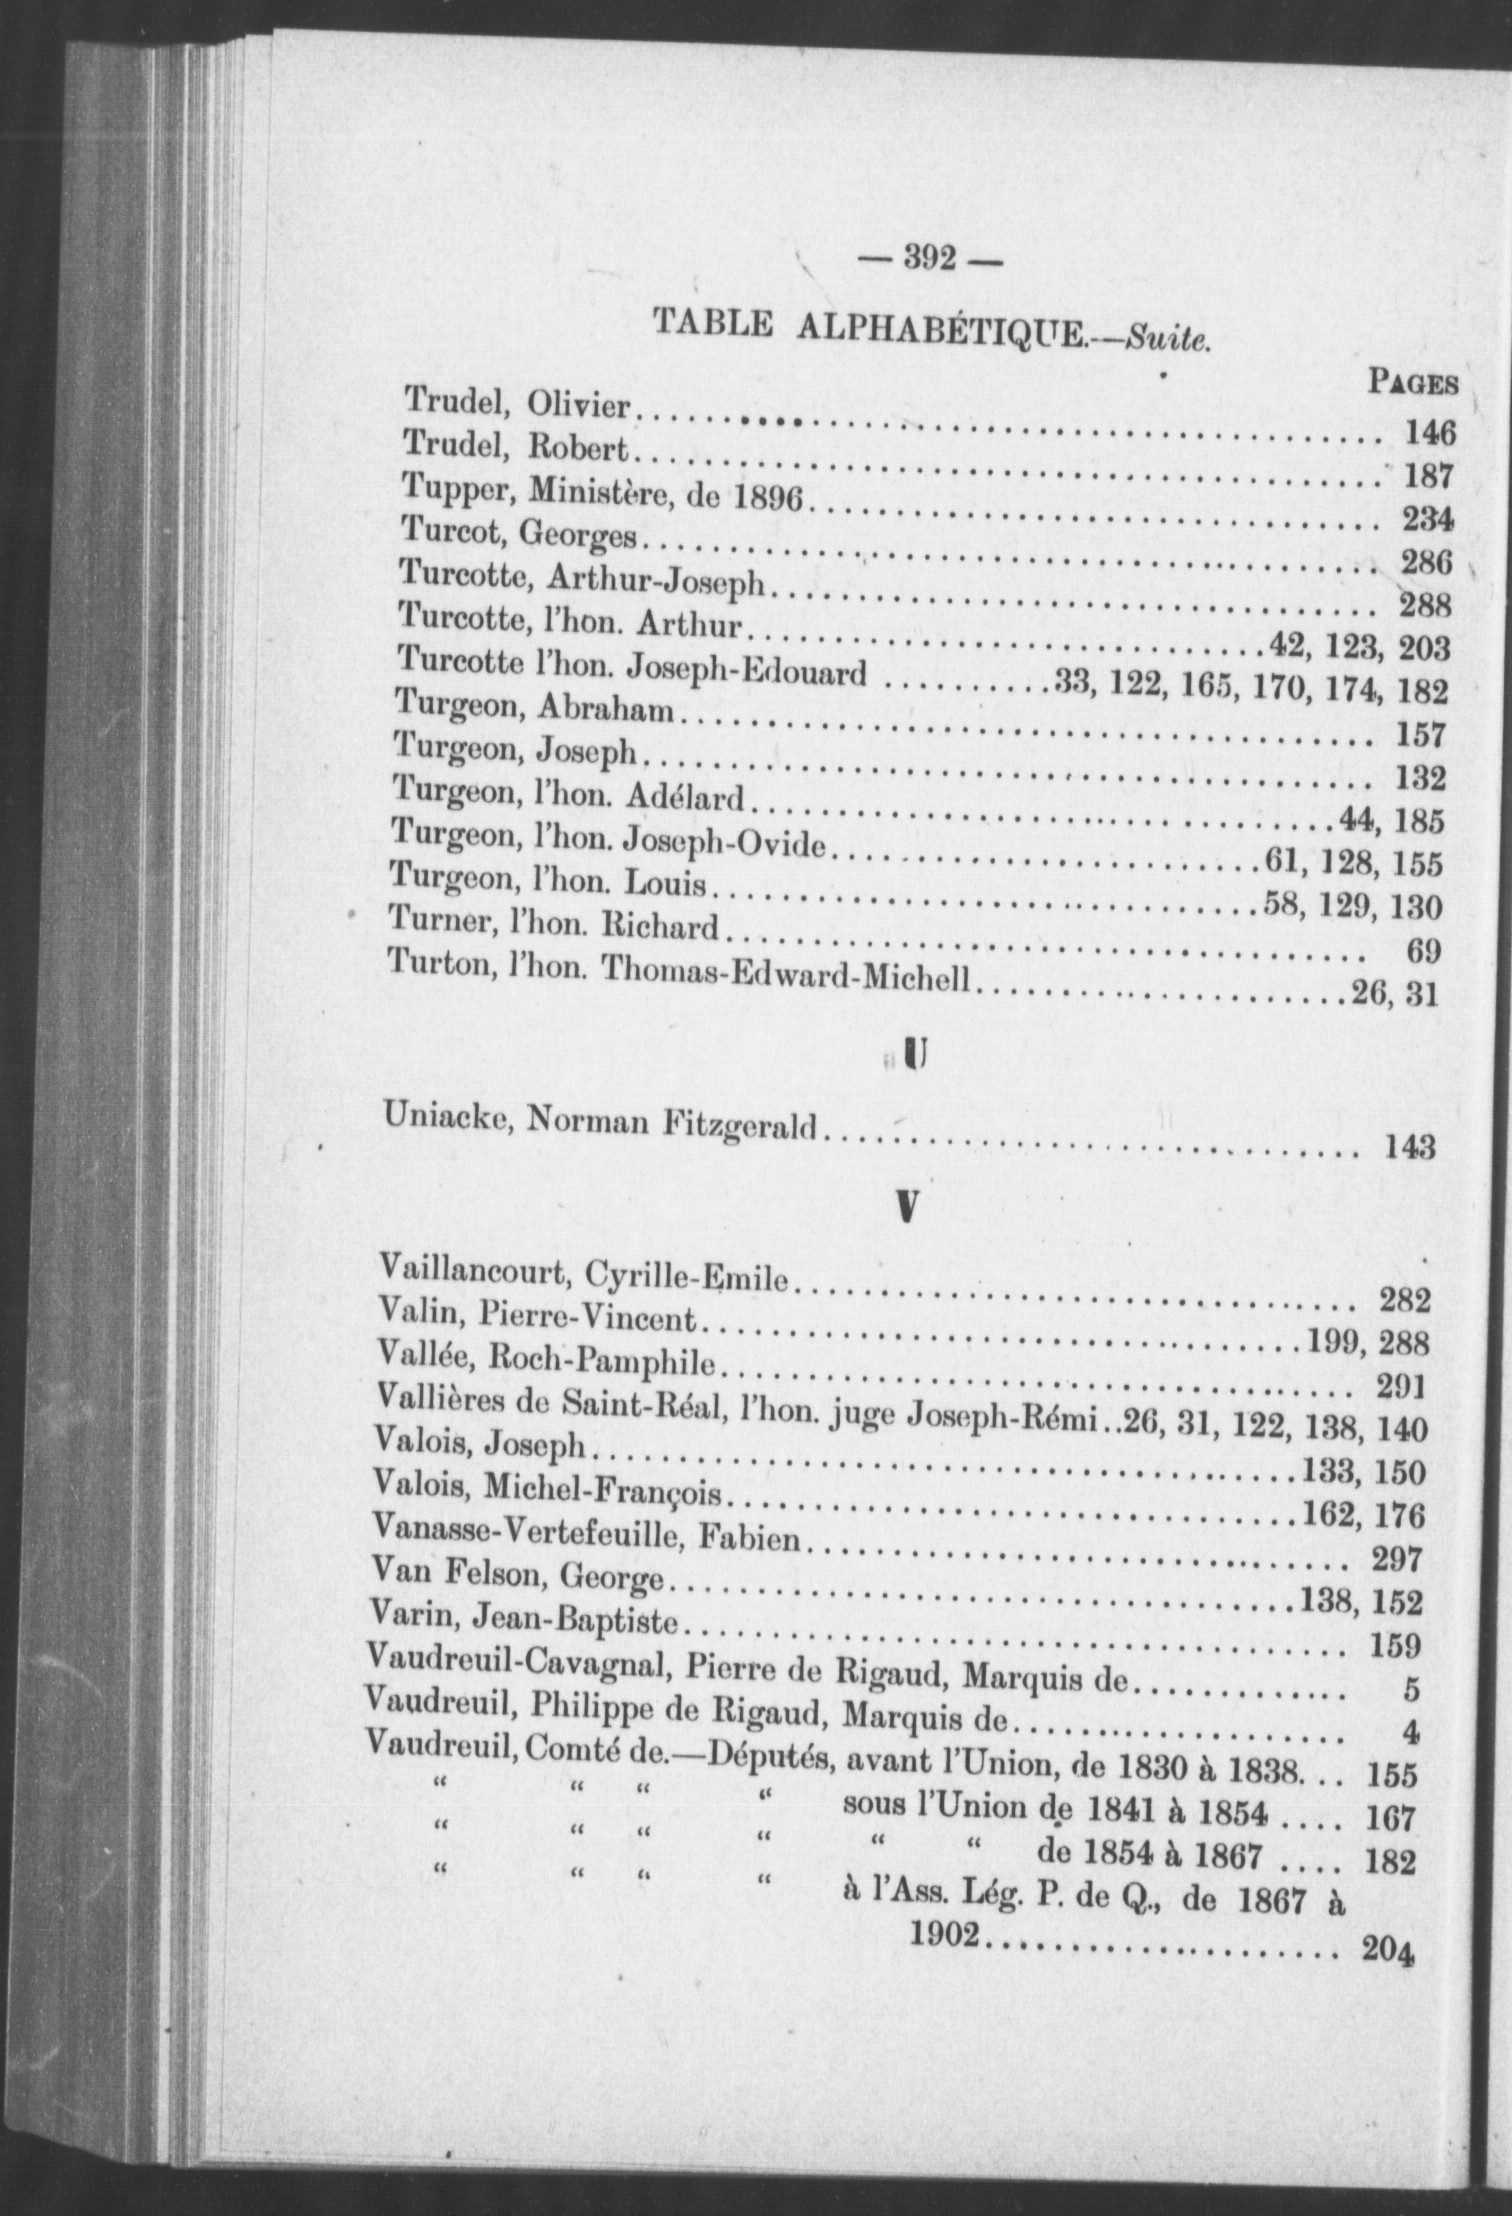 — 392 —
TABLE ALPHABÉTIQUE.—Suite.
PAGES
Trudel, Olivier........................................ 146
Trudel, Robert........................................ 187
Tupper, Ministère, de 1896........................................ 234
Turcot, Georges........................................ 286
Turcotte, Arthur-Joseph........................................ 288
Turcotte, l'hon. Arthur..............................42, 123, 203
Turcotte l'hon. Joseph-Edouard ..........33, 122, 165, 170, 174, 182
Turgeon, Abraham........................................ 157
Turgeon, Joseph........................................ 132
Turgeon, l'hon. Adélard..............................44, 185
Turgeon, l'hon. Joseph-Ovide.........................61, 128, 155
Turgeon, l'hon. Louis..............................58, 129, 130
Turner, l'hon. Richard.................................... 69
Turton, l'hon. Thomas-Edward-Michell......................26, 31
U
Uniacke, Norman Fitzgerald.............................. 143
V
Vaillancourt, Cyrille-Emile.............................. 282
Valin, Pierre-Vincent..............................199, 288
Vallée, Roch-Pamphile.................................... 291
Vallières de Saint-Réal, l'hon. juge Joseph-Rémi..26, 31, 122, 138, 140
Valois, Joseph........................................133, 150
Valois, Michel-François..............................162, 176
Vanasse-Vertefeuille, Fabien.............................. 297
Van Felson, George..............................138, 152
Varin, Jean-Baptiste.................................... 159
Vaudreuil-Cavagnal, Pierre de Rigaud, Marquis de............. 5
Vaudreuil, Philippe de Rigaud, Marquis de................... 4
Vaudreuil, Comté de.—Députés, avant l'Union, de 1830 à 1838... 155
“ “ “ “ sous l'Union de 1841 à 1854 .... 167
“ “ “ “ “ “ de 1854 à 1867 .... 182
“ “ “ “ à l'Ass. Lég. P. de Q., de 1867 à
1902..................... 204